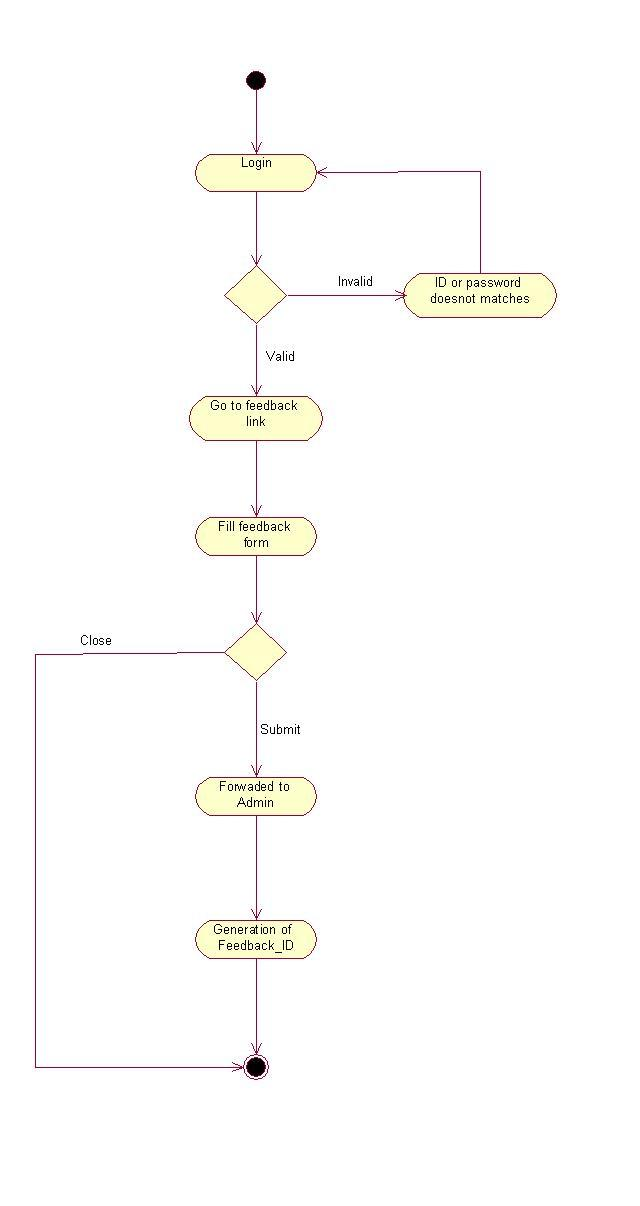 Login
Invalid
ID or password
doesnot matches
Valid
Go to feedback
link
Fill feedback
form
Close
Submit
Forwaded to
Admin
Generation of
Feedback_ID